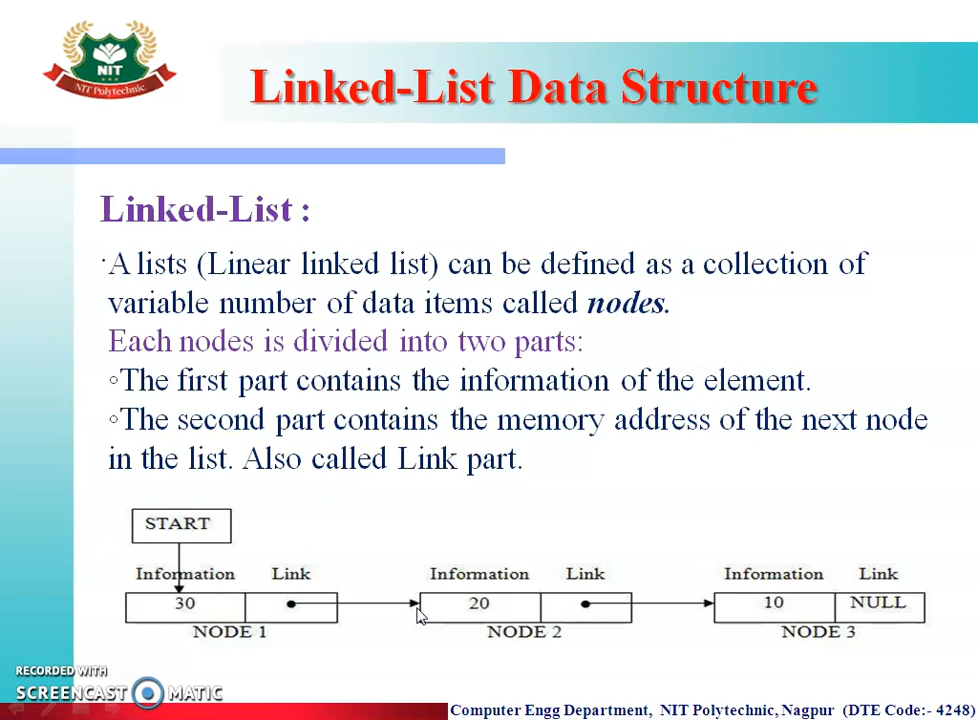 NIT
NIT Polytechnic
Linked-List Data Structure
Linked-List :
A lists (Linear linked list) can be defined as a collection of
variable number of data items called nodes.
Each nodes is divided into two parts:
◦The first part contains the information of the element.
◦The second part contains the memory address of the next node
in the list. Also called Link part.
START
Information Link Information Link Information Link
30 20 10 NULL
NODE 1 NODE 2 NODE 3
RECORDED WITH
SCREENCAST MATIC
Computer Engg Department, NIT Polytechnic, Nagpur (DTE Code:- 4248)